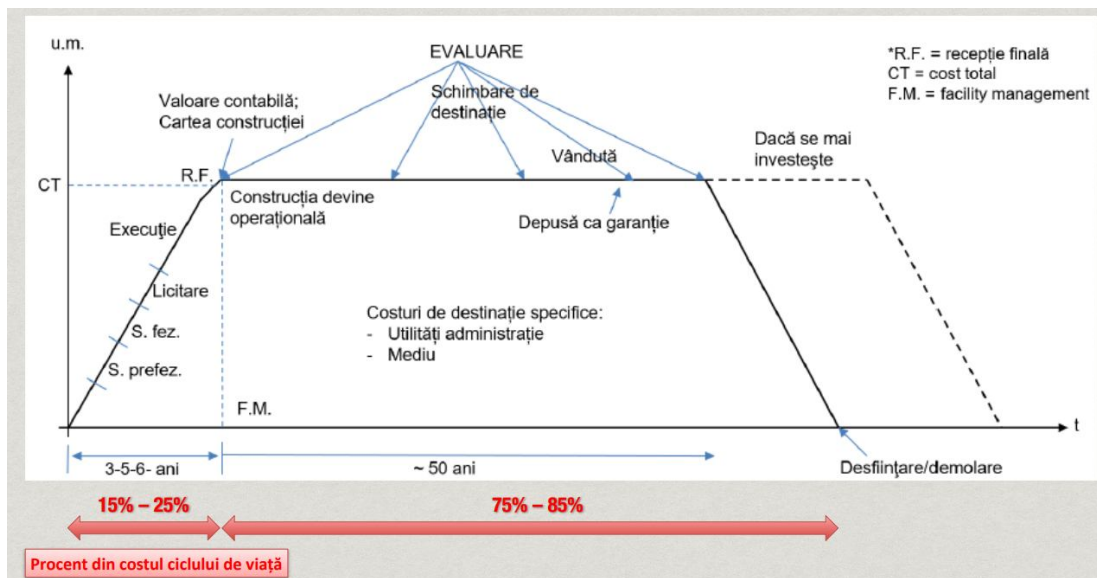 u.m.
EVALUARE
*R.F. = recepție finală
CT = cost total
F.M. = facility management
Valoare contabilă;
Cartea construcției
Schimbare de
destinație
Vândută
Dacă se mai
investește
CT
R.F.
Construcția devine
operațională
Depusă ca garanție
Execuție
Licitare
S. fez.
S. prefez.
Costuri de destinație specifice:
- Utilități administrație
- Mediu
F.M.
t
3-5-6- ani
~ 50 ani
Desființare/demolare
15% – 25%
75% – 85%
Procent din costul ciclului de viață